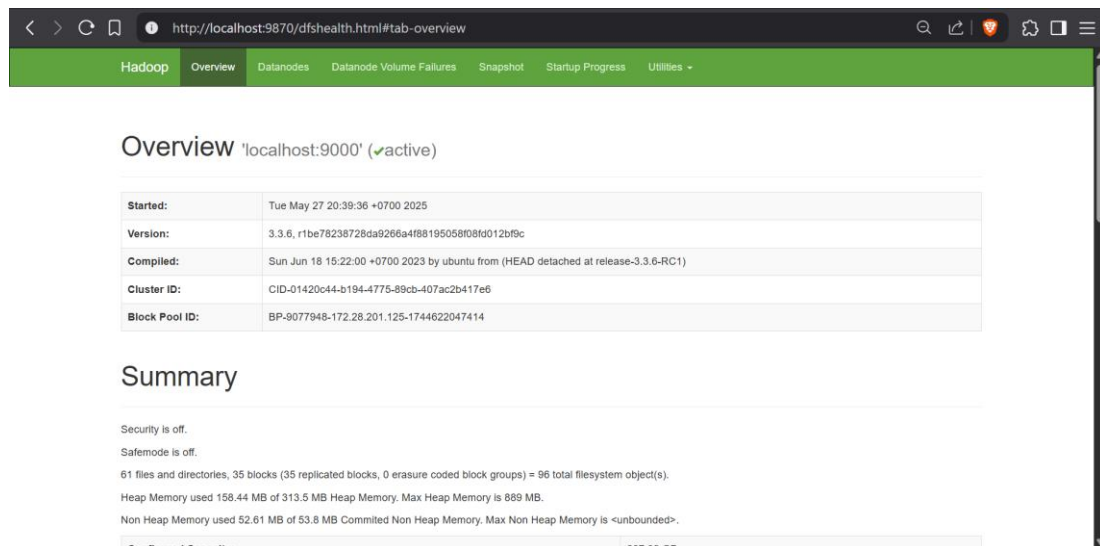 http://localhost:9870/dfshealth.html#tab-overview
Hadoop Overview Datanodes Datanode Volume Failures Snapshot Startup Progress Utilities
Overview 'localhost:9000' (✔active)
Started: Tue May 27 20:39:36 +0700 2025
Version: 3.3.6, r1be78238728da9266a4f88195058f08fd012bf9c
Compiled: Sun Jun 18 15:22:00 +0700 2023 by ubuntu from (HEAD detached at release-3.3.6-RC1)
Cluster ID: CID-01420c44-b194-4775-89cb-407ac2b417e6
Block Pool ID: BP-9077948-172.28.201.125-1744622047414
Summary
Security is off.
Safemode is off.
61 files and directories, 35 blocks (35 replicated blocks, 0 erasure coded block groups) = 96 total filesystem object(s).
Heap Memory used 158.44 MB of 313.5 MB Heap Memory. Max Heap Memory is 889 MB.
Non Heap Memory used 52.61 MB of 53.8 MB Commited Non Heap Memory. Max Non Heap Memory is <unbounded>.